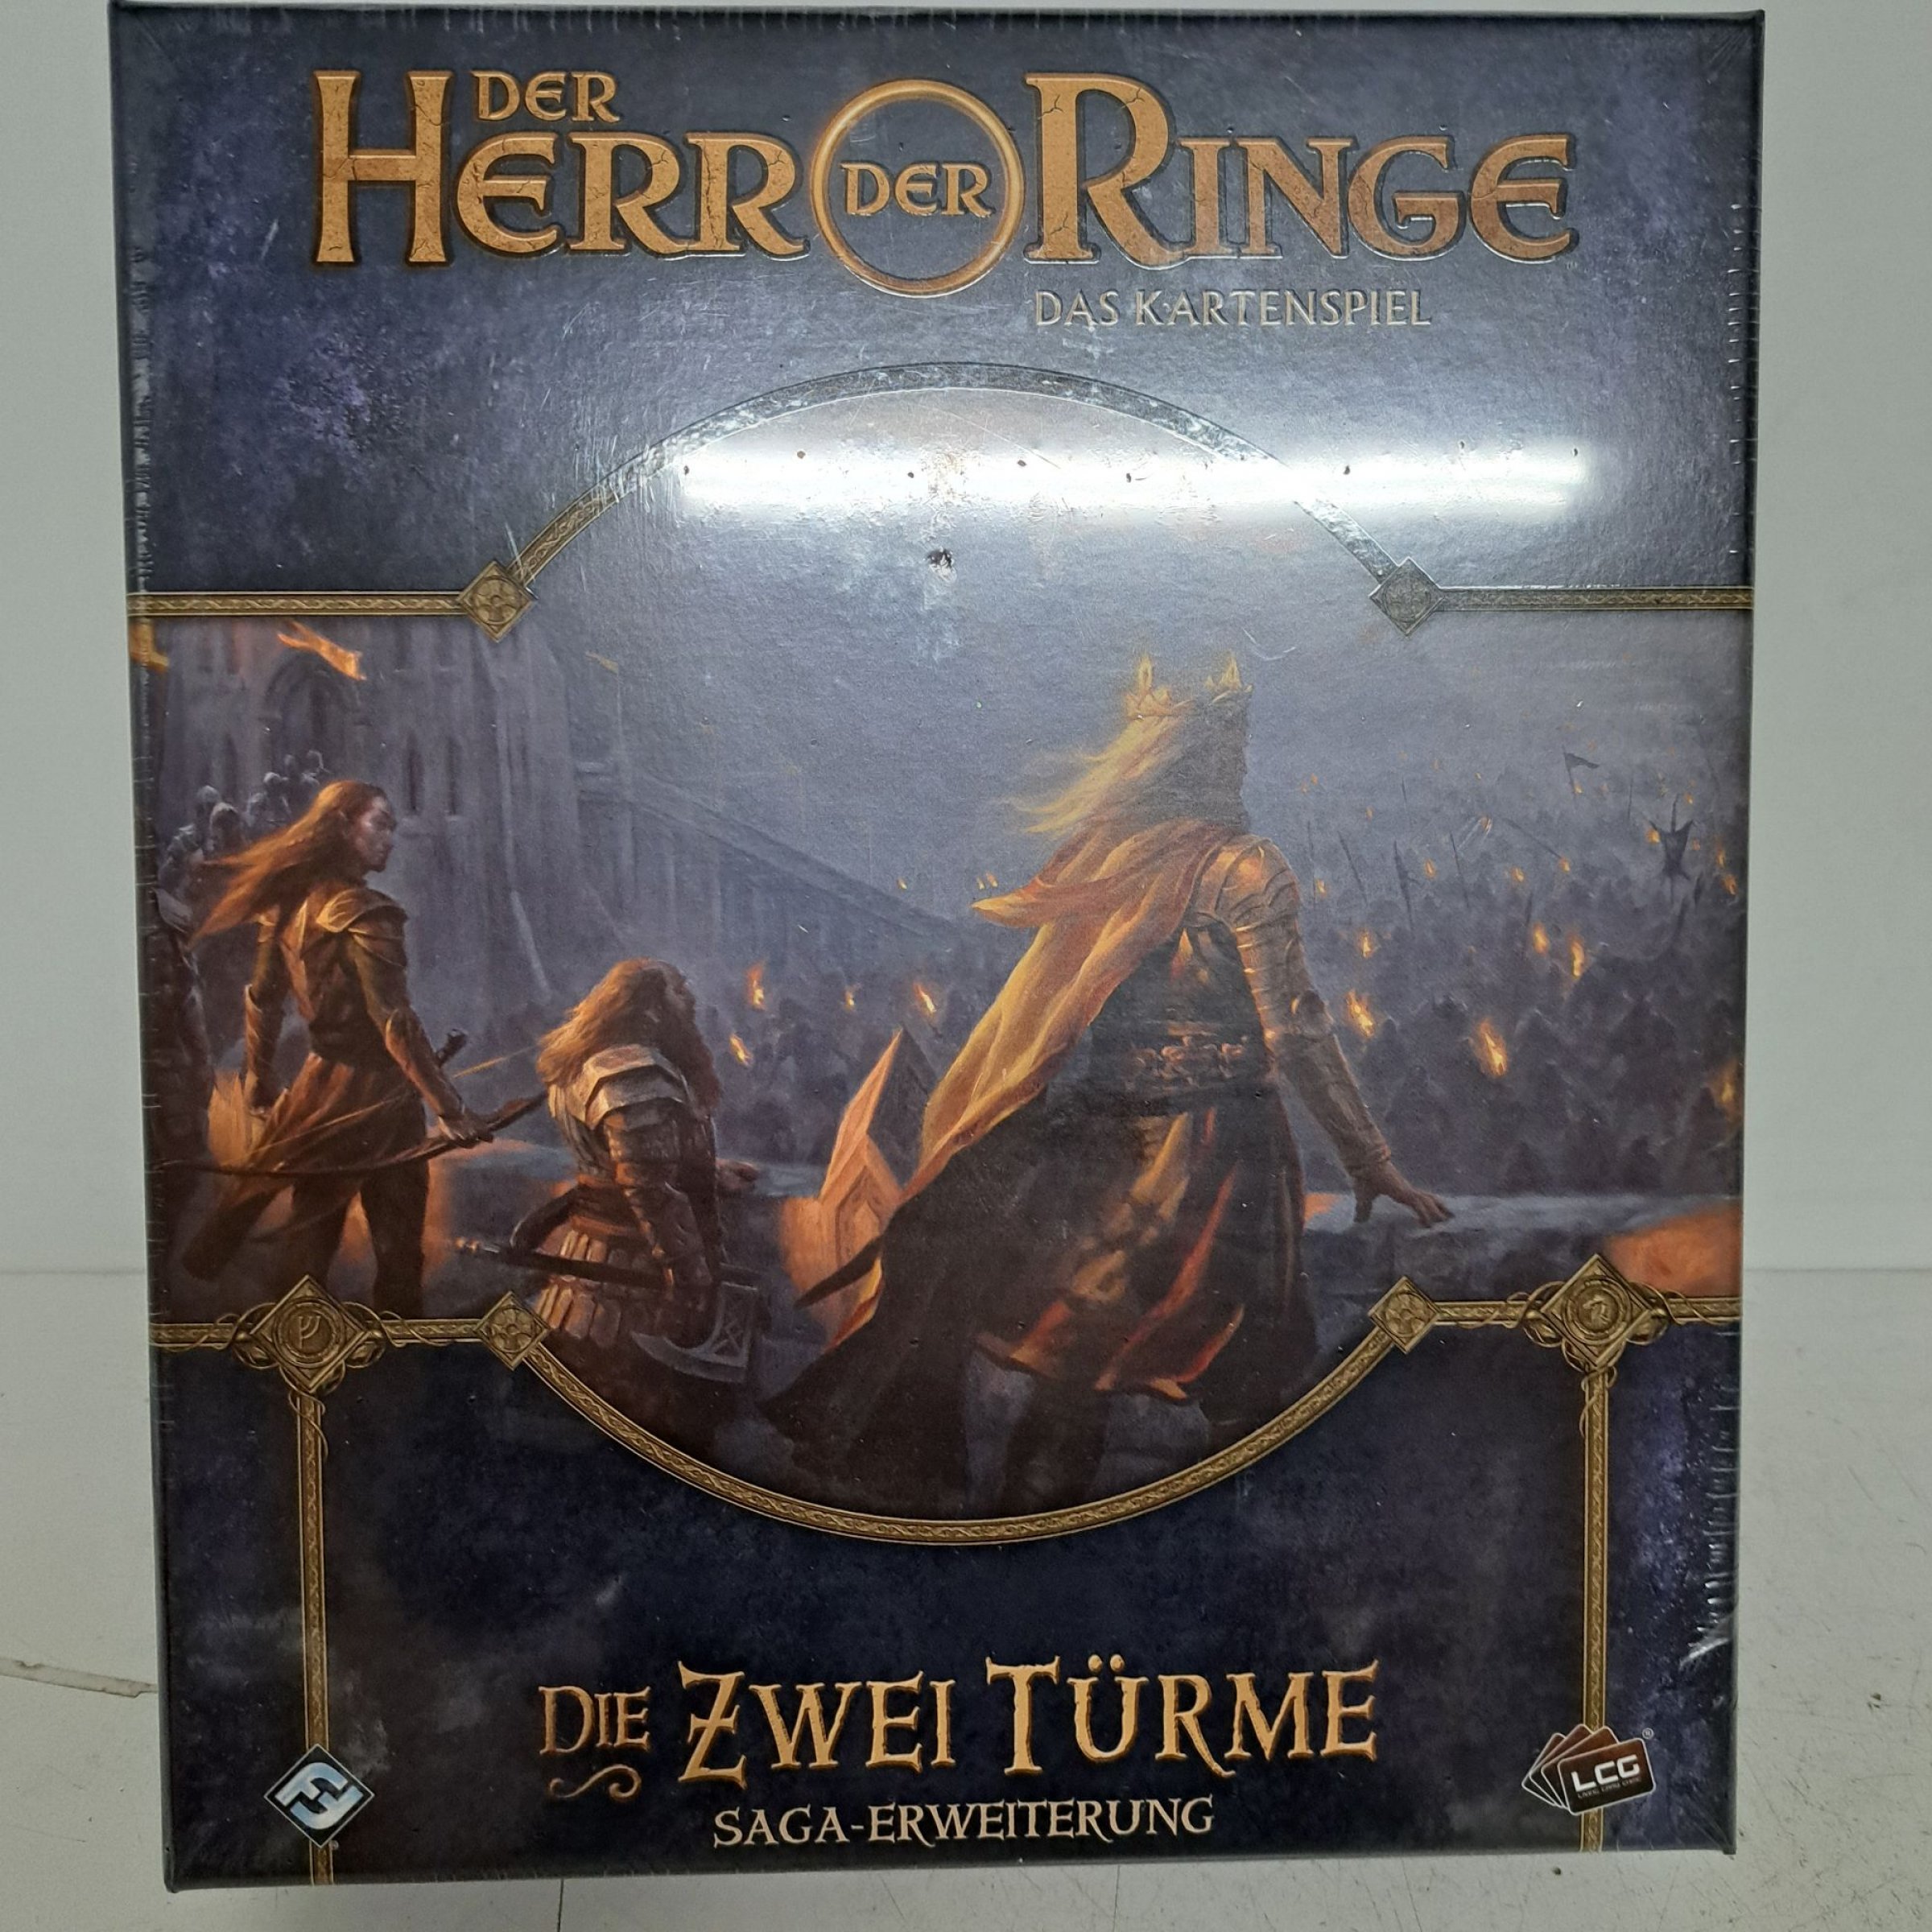 DER
HERR DER RINGE
DAS KARTENSPIEL
DIE ZWEI TÜRME
SAGA-ERWEITERUNG
LCG